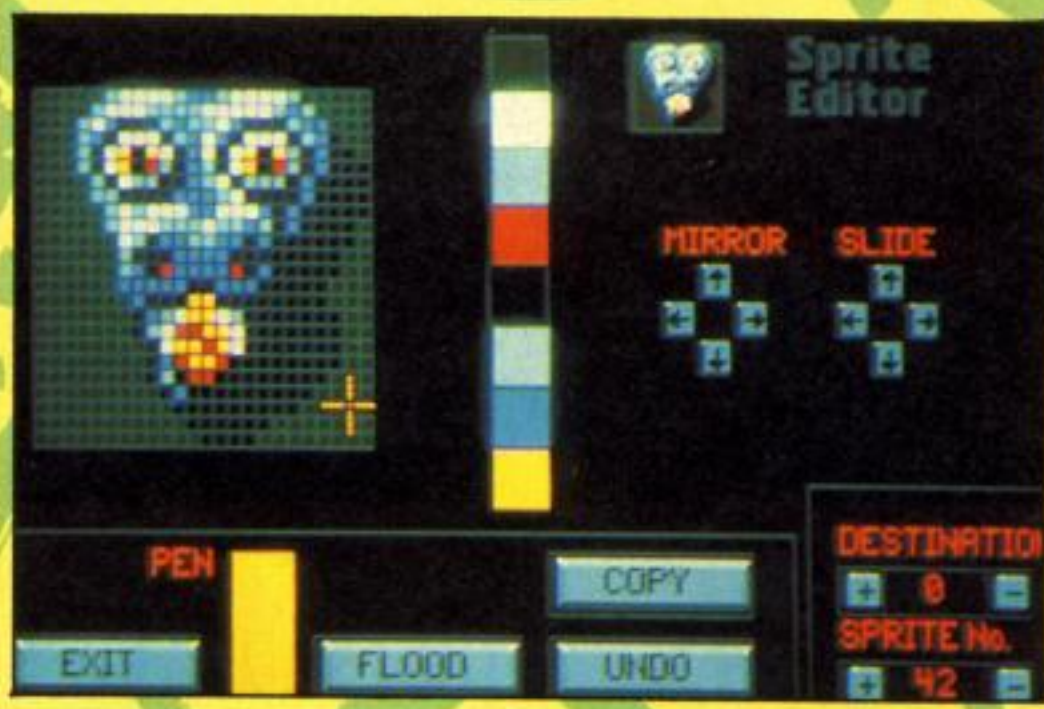 Sprite
Editor
MIRROR
SLIDE
PEN
COPY
EXIT
FLOOD
UNDO
DESTINATIO
+ 0 -
SPRITE No.
+ 42 -